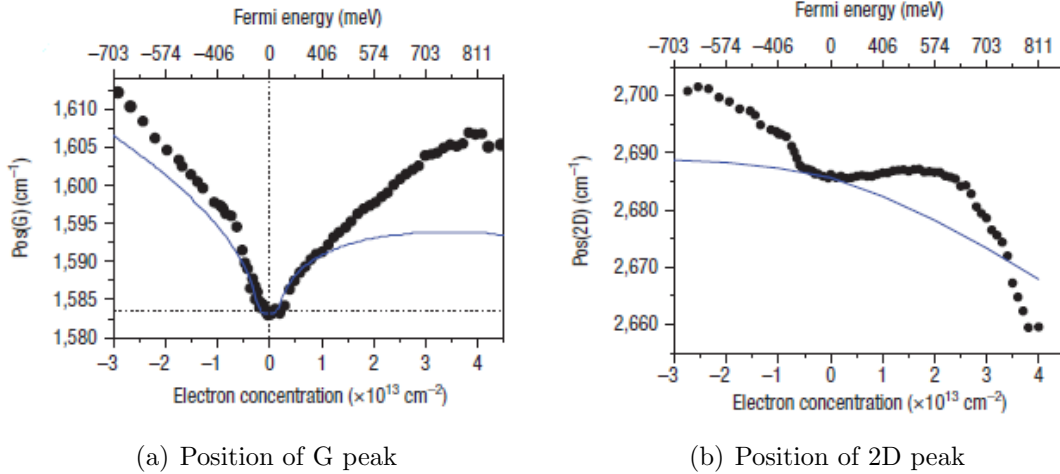 Fermi energy (meV)
−703 −574 −406 0 406 574 703 811
1,610
1,605
1,600
1,595
1,590
1,585
1,580
Pos(G) (cm−1)
−3 −2 −1 0 1 2 3 4
Electron concentration (×10^13 cm−2)
(a) Position of G peak
Fermi energy (meV)
−703 −574 −406 0 406 574 703 811
2,700
2,690
2,680
2,670
2,660
Pos(2D) (cm−1)
−3 −2 −1 0 1 2 3 4
Electron concentration (×10^13 cm−2)
(b) Position of 2D peak